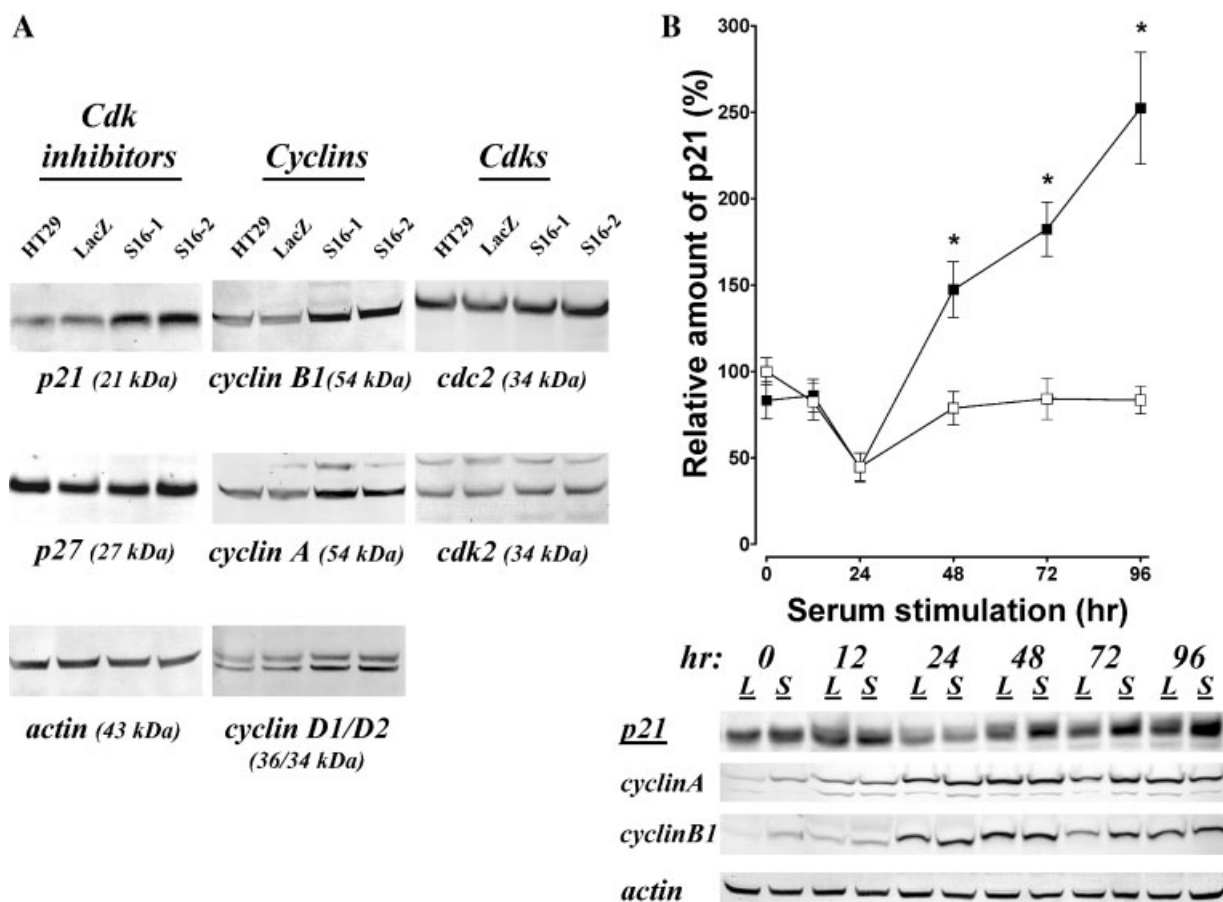 A
Cdk
inhibitors
Cyclins
Cdks
HT29 LacZ S16-1 S16-2 HT29 LacZ S16-1 S16-2 HT29 LacZ S16-1 S16-2
p21 (21 kDa) cyclin B1(54 kDa) cdc2 (34 kDa)
p27 (27 kDa) cyclin A (54 kDa) cdk2 (34 kDa)
actin (43 kDa) cyclin D1/D2
(36/34 kDa)
B
Relative amount of p21 (%)
300
250
200
150
100
50
0
* * *
0 24 48 72 96
Serum stimulation (hr)
hr: 0 12 24 48 72 96
L S L S L S L S L S L S
p21
cyclinA
cyclinB1
actin